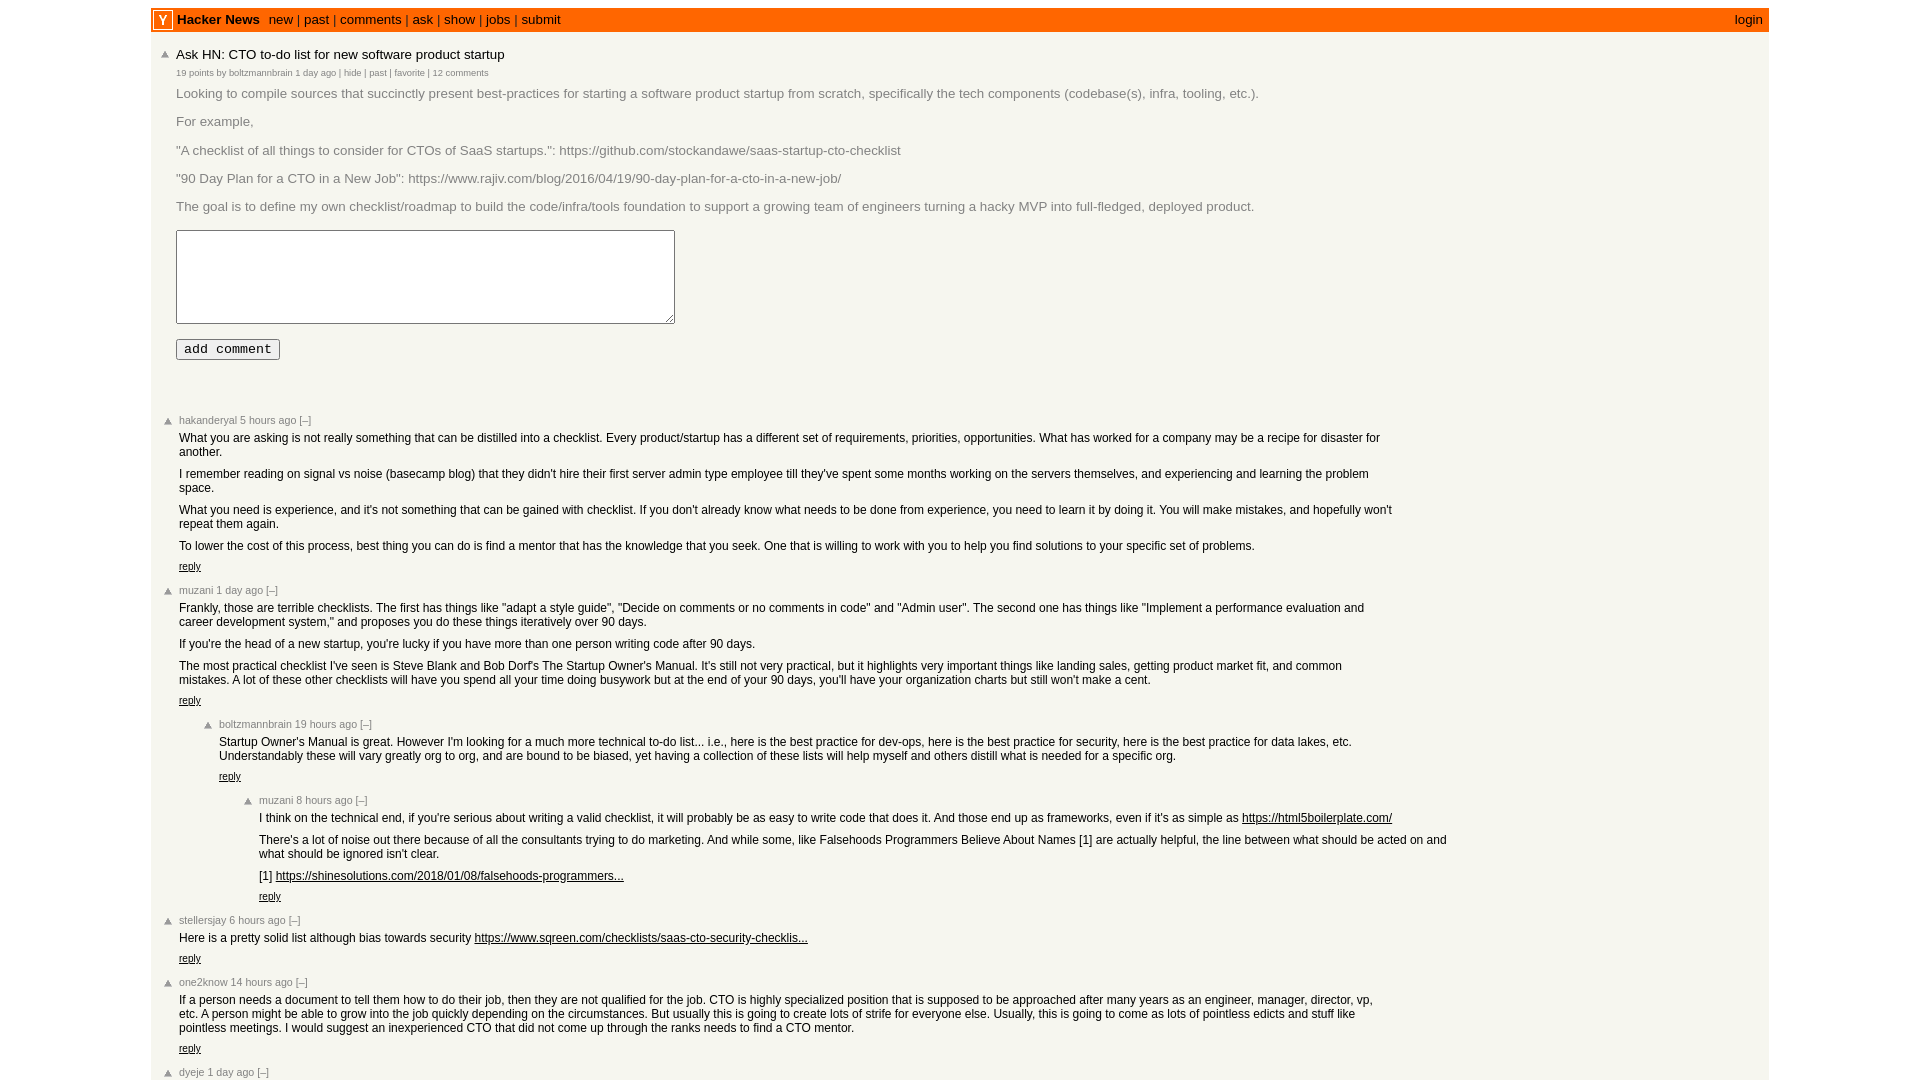 Y Hacker News new | past | comments | ask | show | jobs | submit login
Ask HN: CTO to-do list for new software product startup
19 points by boltzmannbrain 1 day ago | hide | past | favorite | 12 comments
Looking to compile sources that succinctly present best-practices for starting a software product startup from scratch, specifically the tech components (codebase(s), infra, tooling, etc.).
For example,
"A checklist of all things to consider for CTOs of SaaS startups.": https://github.com/stockandawe/saas-startup-cto-checklist
"90 Day Plan for a CTO in a New Job": https://www.rajiv.com/blog/2016/04/19/90-day-plan-for-a-cto-in-a-new-job/
The goal is to define my own checklist/roadmap to build the code/infra/tools foundation to support a growing team of engineers turning a hacky MVP into full-fledged, deployed product.
add comment
hakanderyal 5 hours ago [–]
What you are asking is not really something that can be distilled into a checklist. Every product/startup has a different set of requirements, priorities, opportunities. What has worked for a company may be a recipe for disaster for
another.
I remember reading on signal vs noise (basecamp blog) that they didn't hire their first server admin type employee till they've spent some months working on the servers themselves, and experiencing and learning the problem
space.
What you need is experience, and it's not something that can be gained with checklist. If you don't already know what needs to be done from experience, you need to learn it by doing it. You will make mistakes, and hopefully won't
repeat them again.
To lower the cost of this process, best thing you can do is find a mentor that has the knowledge that you seek. One that is willing to work with you to help you find solutions to your specific set of problems.
reply
muzani 1 day ago [–]
Frankly, those are terrible checklists. The first has things like "adapt a style guide", "Decide on comments or no comments in code" and "Admin user". The second one has things like "Implement a performance evaluation and
career development system," and proposes you do these things iteratively over 90 days.
If you're the head of a new startup, you're lucky if you have more than one person writing code after 90 days.
The most practical checklist I've seen is Steve Blank and Bob Dorf's The Startup Owner's Manual. It's still not very practical, but it highlights very important things like landing sales, getting product market fit, and common
mistakes. A lot of these other checklists will have you spend all your time doing busywork but at the end of your 90 days, you'll have your organization charts but still won't make a cent.
reply
boltzmannbrain 19 hours ago [–]
Startup Owner's Manual is great. However I'm looking for a much more technical to-do list... i.e., here is the best practice for dev-ops, here is the best practice for security, here is the best practice for data lakes, etc.
Understandably these will vary greatly org to org, and are bound to be biased, yet having a collection of these lists will help myself and others distill what is needed for a specific org.
reply
muzani 8 hours ago [–]
I think on the technical end, if you're serious about writing a valid checklist, it will probably be as easy to write code that does it. And those end up as frameworks, even if it's as simple as https://html5boilerplate.com/
There's a lot of noise out there because of all the consultants trying to do marketing. And while some, like Falsehoods Programmers Believe About Names [1] are actually helpful, the line between what should be acted on and
what should be ignored isn't clear.
[1] https://shinesolutions.com/2018/01/08/falsehoods-programmers...
reply
stellersjay 6 hours ago [–]
Here is a pretty solid list although bias towards security https://www.sqreen.com/checklists/saas-cto-security-checklis...
reply
one2know 14 hours ago [–]
If a person needs a document to tell them how to do their job, then they are not qualified for the job. CTO is highly specialized position that is supposed to be approached after many years as an engineer, manager, director, vp,
etc. A person might be able to grow into the job quickly depending on the circumstances. But usually this is going to create lots of strife for everyone else. Usually, this is going to come as lots of pointless edicts and stuff like
pointless meetings. I would suggest an inexperienced CTO that did not come up through the ranks needs to find a CTO mentor.
reply
dyeje 1 day ago [–]